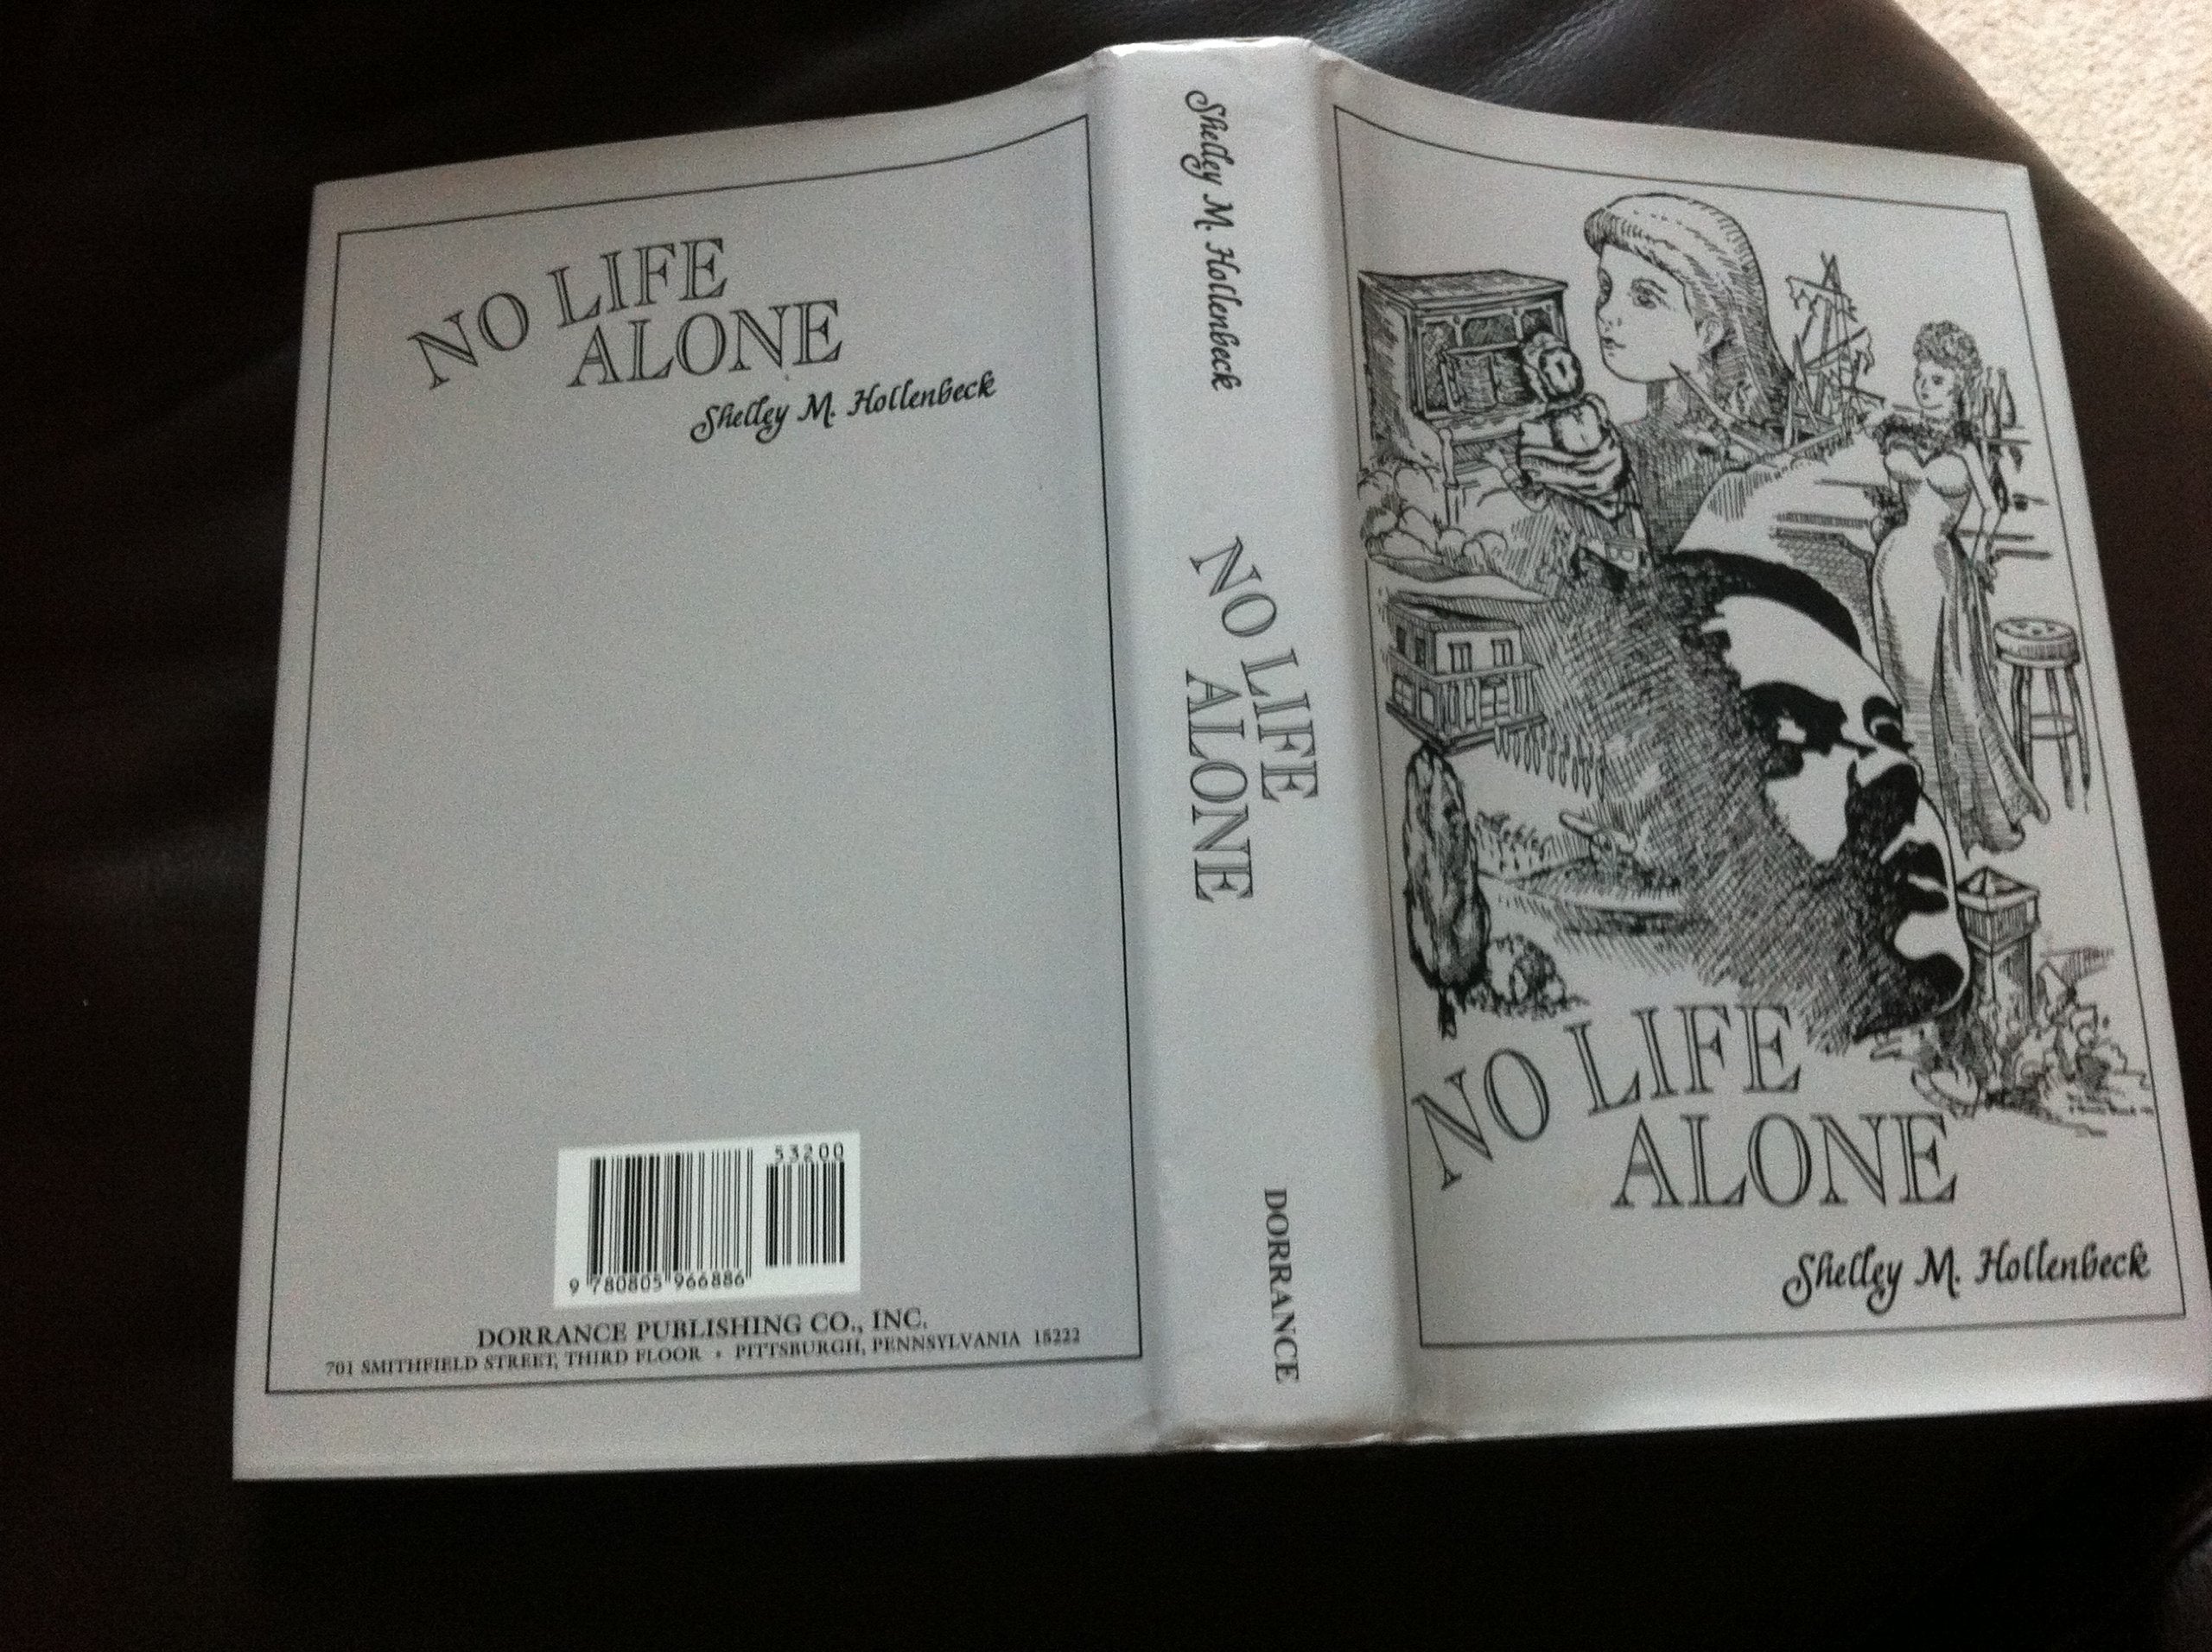 NO LIFE
ALONE
Shelley M. Hollenbeck
53200
9 780805 966886
DORRANCE PUBLISHING CO., INC.
701 SMITHFIELD STREET, THIRD FLOOR • PITTSBURGH, PENNSYLVANIA 15222
Shelley M. Hollenbeck
NO LIFE
ALONE
DORRANCE
NO LIFE
ALONE
Shelley M. Hollenbeck